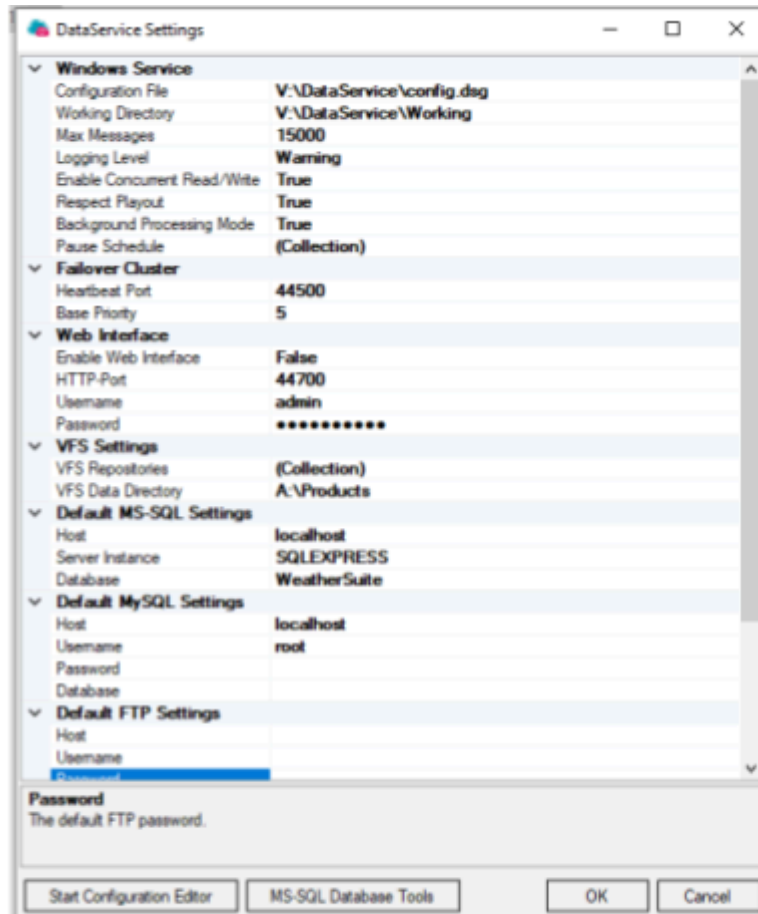 DataService Settings
Windows Service
Configuration File V:\DataService\config.dsg
Working Directory V:\DataService\Working
Max Messages 15000
Logging Level Warning
Enable Concurrent Read/Write True
Respect Playout True
Background Processing Mode True
Pause Schedule (Collection)
Failover Cluster
Heartbeat Port 44500
Base Priority 5
Web Interface
Enable Web Interface False
HTTP-Port 44700
Username admin
Password ●●●●●●●●●●
VFS Settings
VFS Repositories (Collection)
VFS Data Directory A:\Products
Default MS-SQL Settings
Host localhost
Server Instance SQLEXPRESS
Database WeatherSuite
Default MySQL Settings
Host localhost
Username root
Password
Database
Default FTP Settings
Host
Username
Password
Password
The default FTP password.
Start Configuration Editor MS-SQL Database Tools OK Cancel